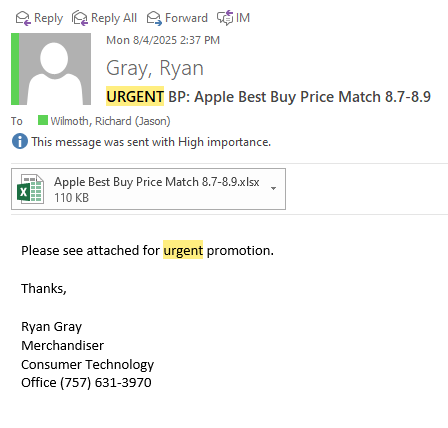 Reply Reply All Forward IM
Mon 8/4/2025 2:37 PM
Gray, Ryan
URGENT BP: Apple Best Buy Price Match 8.7-8.9
To Wilmoth, Richard (Jason)
This message was sent with High importance.
Apple Best Buy Price Match 8.7-8.9.xlsx
110 KB
Please see attached for urgent promotion.
Thanks,
Ryan Gray
Merchandiser
Consumer Technology
Office (757) 631-3970